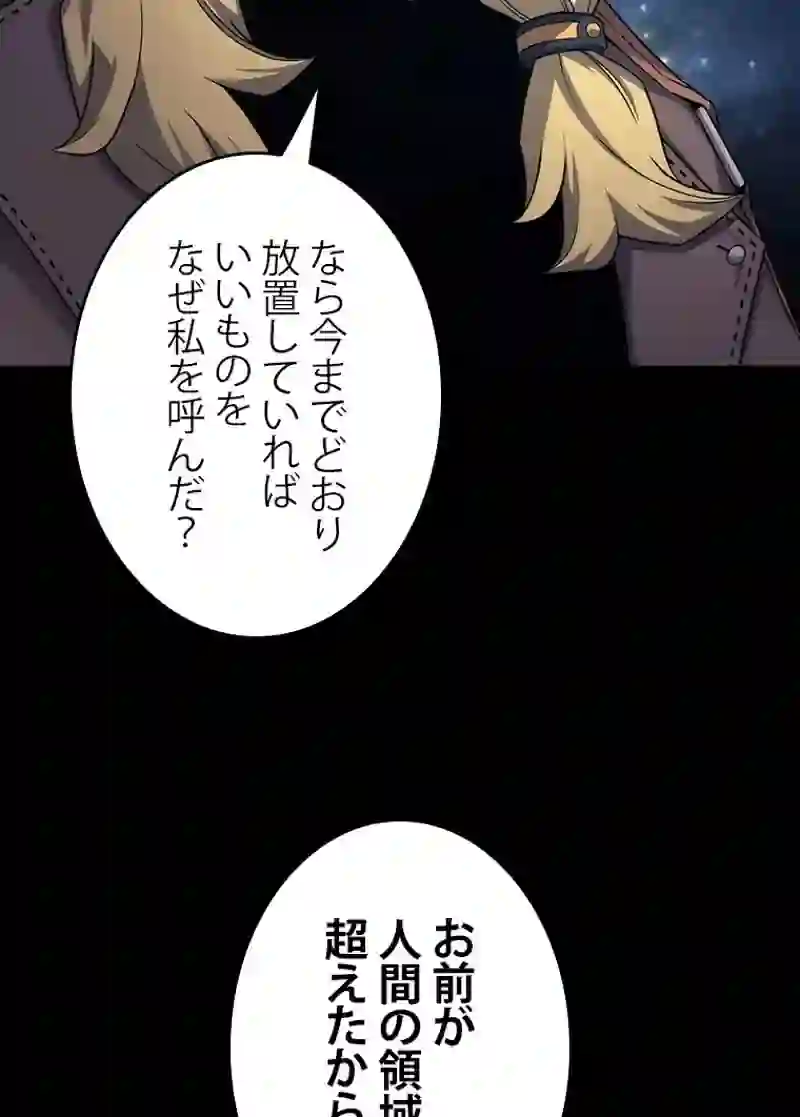 なら今までどおり
放置していれば
いいものを
なぜ私を呼んだ？
お前が
人間の領域
超えたから